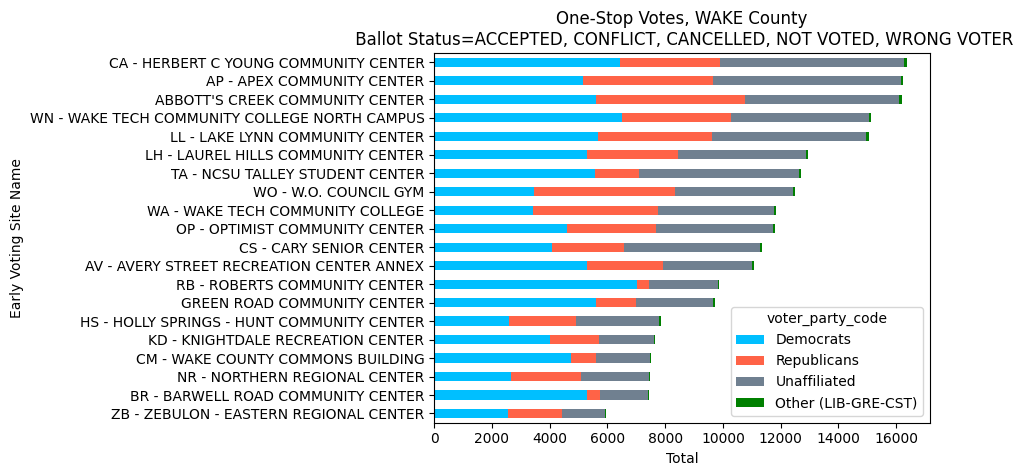 One-Stop Votes, WAKE County
Ballot Status=ACCEPTED, CONFLICT, CANCELLED, NOT VOTED, WRONG VOTER
Early Voting Site Name
CA - HERBERT C YOUNG COMMUNITY CENTER
AP - APEX COMMUNITY CENTER
ABBOTT'S CREEK COMMUNITY CENTER
WN - WAKE TECH COMMUNITY COLLEGE NORTH CAMPUS
LL - LAKE LYNN COMMUNITY CENTER
LH - LAUREL HILLS COMMUNITY CENTER
TA - NCSU TALLEY STUDENT CENTER
WO - W.O. COUNCIL GYM
WA - WAKE TECH COMMUNITY COLLEGE
OP - OPTIMIST COMMUNITY CENTER
CS - CARY SENIOR CENTER
AV - AVERY STREET RECREATION CENTER ANNEX
RB - ROBERTS COMMUNITY CENTER
GREEN ROAD COMMUNITY CENTER
HS - HOLLY SPRINGS - HUNT COMMUNITY CENTER
KD - KNIGHTDALE RECREATION CENTER
CM - WAKE COUNTY COMMONS BUILDING
NR - NORTHERN REGIONAL CENTER
BR - BARWELL ROAD COMMUNITY CENTER
ZB - ZEBULON - EASTERN REGIONAL CENTER
voter_party_code
Democrats
Republicans
Unaffiliated
Other (LIB-GRE-CST)
0 2000 4000 6000 8000 10000 12000 14000 16000
Total